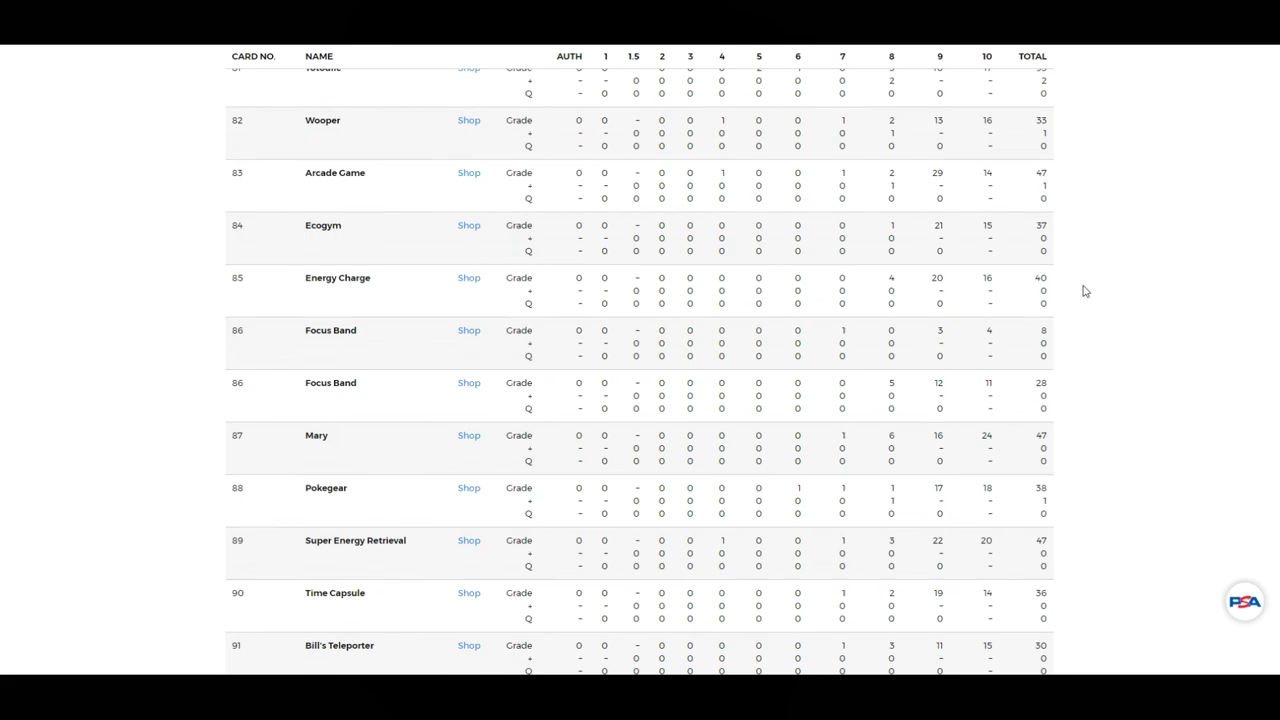 CARD NO. NAME AUTH 1 1.5 2 3 4 5 6 7 8 9 10 TOTAL
+ - - 0 0 0 0 0 0 0 2 - - 2
Q - 0 0 0 0 0 0 0 0 0 - - 0
82 Wooper Shop Grade 0 0 - 0 0 1 0 0 1 2 13 16 33
+ - - 0 0 0 0 0 0 0 1 - - 1
Q - 0 0 0 0 0 0 0 0 0 - - 0
83 Arcade Game Shop Grade 0 0 - 0 0 1 0 0 1 2 29 14 47
+ - - 0 0 0 0 0 0 0 1 - - 1
Q - 0 0 0 0 0 0 0 0 0 - - 0
84 Ecogym Shop Grade 0 0 - 0 0 0 0 0 0 1 21 15 37
+ - - 0 0 0 0 0 0 0 0 - - 0
Q - 0 0 0 0 0 0 0 0 0 - - 0
85 Energy Charge Shop Grade 0 0 - 0 0 0 0 0 0 4 20 16 40
+ - - 0 0 0 0 0 0 0 0 - - 0
Q - 0 0 0 0 0 0 0 0 0 - - 0
86 Focus Band Shop Grade 0 0 - 0 0 0 0 0 1 0 3 4 8
+ - - 0 0 0 0 0 0 0 0 - - 0
Q - 0 0 0 0 0 0 0 0 0 - - 0
86 Focus Band Shop Grade 0 0 - 0 0 0 0 0 0 5 12 11 28
+ - - 0 0 0 0 0 0 0 0 - - 0
Q - 0 0 0 0 0 0 0 0 0 - - 0
87 Mary Shop Grade 0 0 - 0 0 0 0 0 1 6 16 24 47
+ - - 0 0 0 0 0 0 0 0 - - 0
Q - 0 0 0 0 0 0 0 0 0 - - 0
88 Pokegear Shop Grade 0 0 - 0 0 0 0 1 1 1 17 18 38
+ - - 0 0 0 0 0 0 0 1 - - 1
Q - 0 0 0 0 0 0 0 0 0 - - 0
89 Super Energy Retrieval Shop Grade 0 0 - 0 0 1 0 0 1 3 22 20 47
+ - - 0 0 0 0 0 0 0 0 - - 0
Q - 0 0 0 0 0 0 0 0 0 - - 0
90 Time Capsule Shop Grade 0 0 - 0 0 0 0 0 1 2 19 14 36
+ - - 0 0 0 0 0 0 0 0 - - 0
Q - 0 0 0 0 0 0 0 0 0 - - 0
91 Bill's Teleporter Shop Grade 0 0 - 0 0 0 0 0 1 3 11 15 30
+ - - 0 0 0 0 0 0 0 0 - - 0
Q - 0 0 0 0 0 0 0 0 0 - - 0
PSA